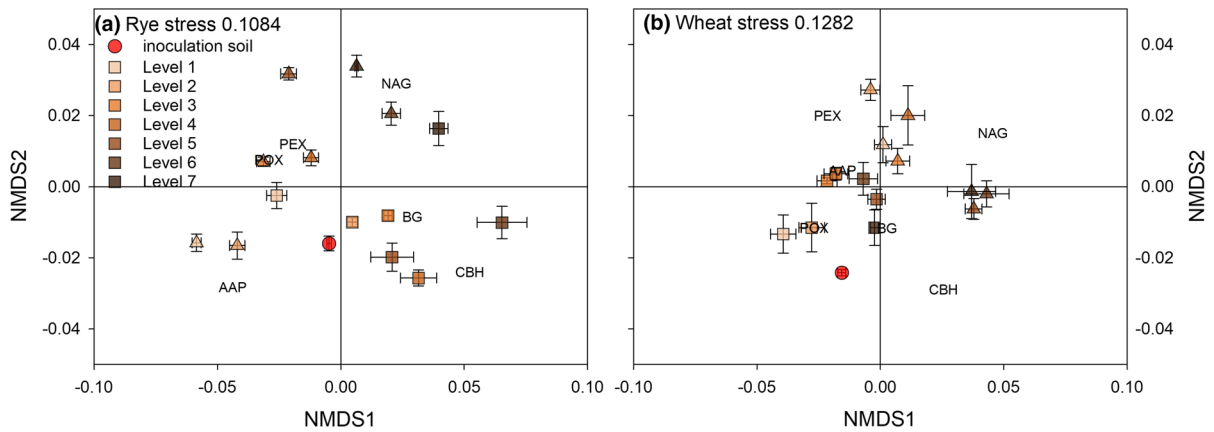 (a) Rye stress 0.1084
inoculation soil
Level 1
Level 2
Level 3
Level 4
Level 5
Level 6
Level 7
NAG
PEX
POX
BG
CBH
AAP
0.04
0.02
0.00
-0.02
-0.04
NMDS2
-0.10
-0.05
0.00
0.05
0.10
NMDS1
(b) Wheat stress 0.1282
PEX
NAG
AAP
POX
BG
CBH
0.04
0.02
0.00
-0.02
-0.04
NMDS2
-0.10
-0.05
0.00
0.05
0.10
NMDS1